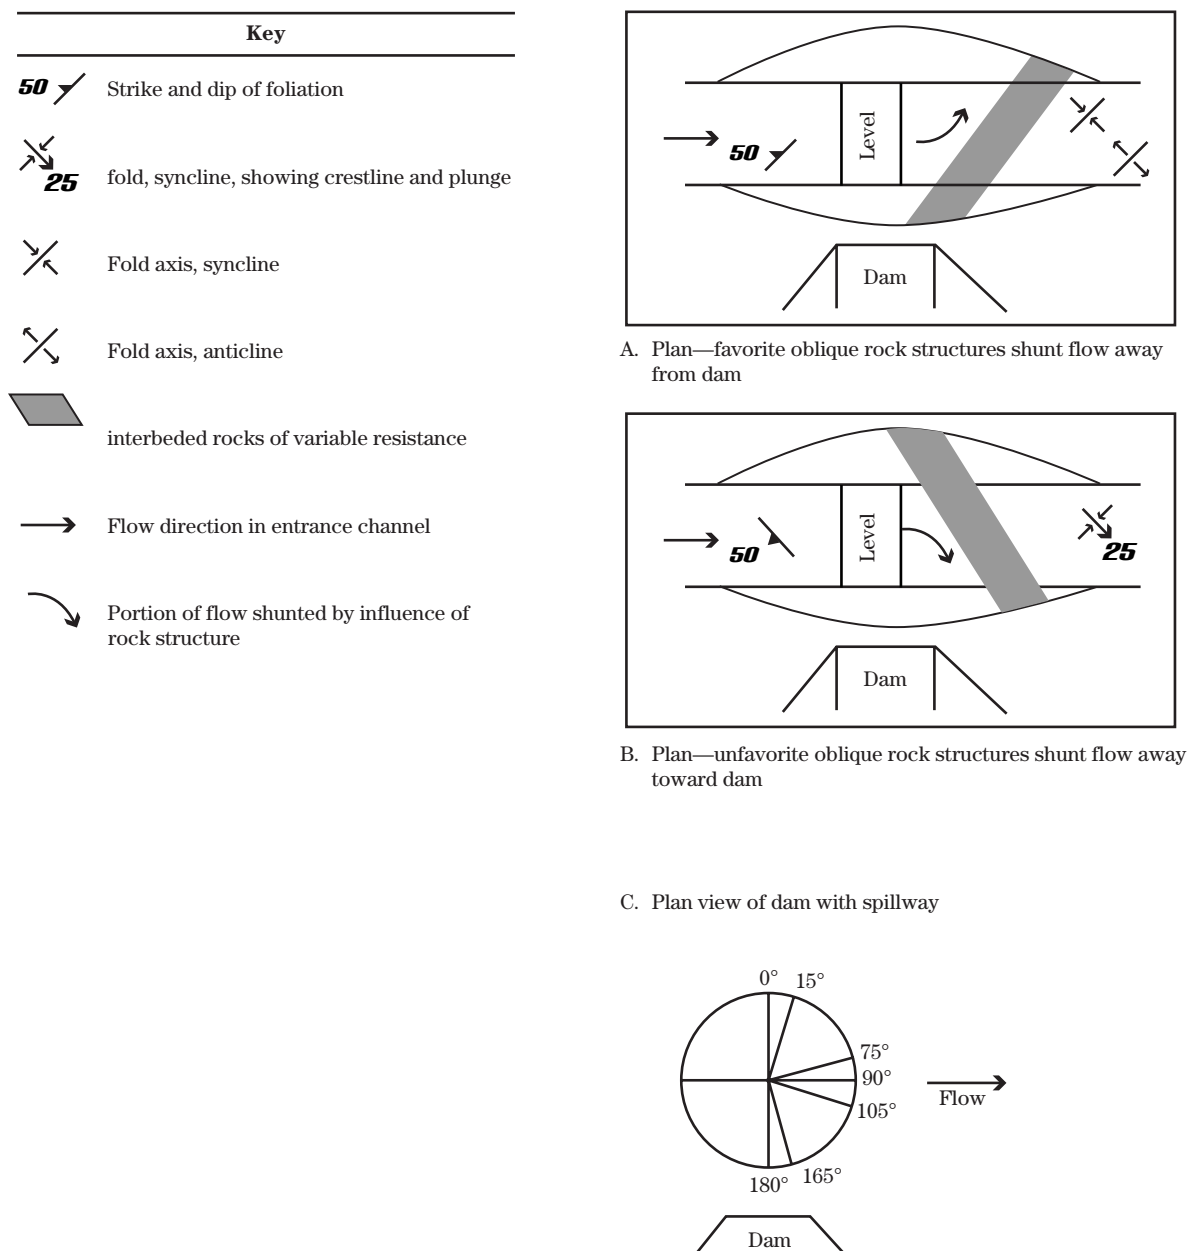 Key
50
Strike and dip of foliation
25
fold, syncline, showing crestline and plunge
Fold axis, syncline
Fold axis, anticline
interbeded rocks of variable resistance
Flow direction in entrance channel
Portion of flow shunted by influence of
rock structure
50
Level
Dam
A. Plan—favorite oblique rock structures shunt flow away
from dam
50
Level
25
Dam
B. Plan—unfavorite oblique rock structures shunt flow away
toward dam
C. Plan view of dam with spillway
0° 15°
75°
90°
Flow
105°
165°
180°
Dam